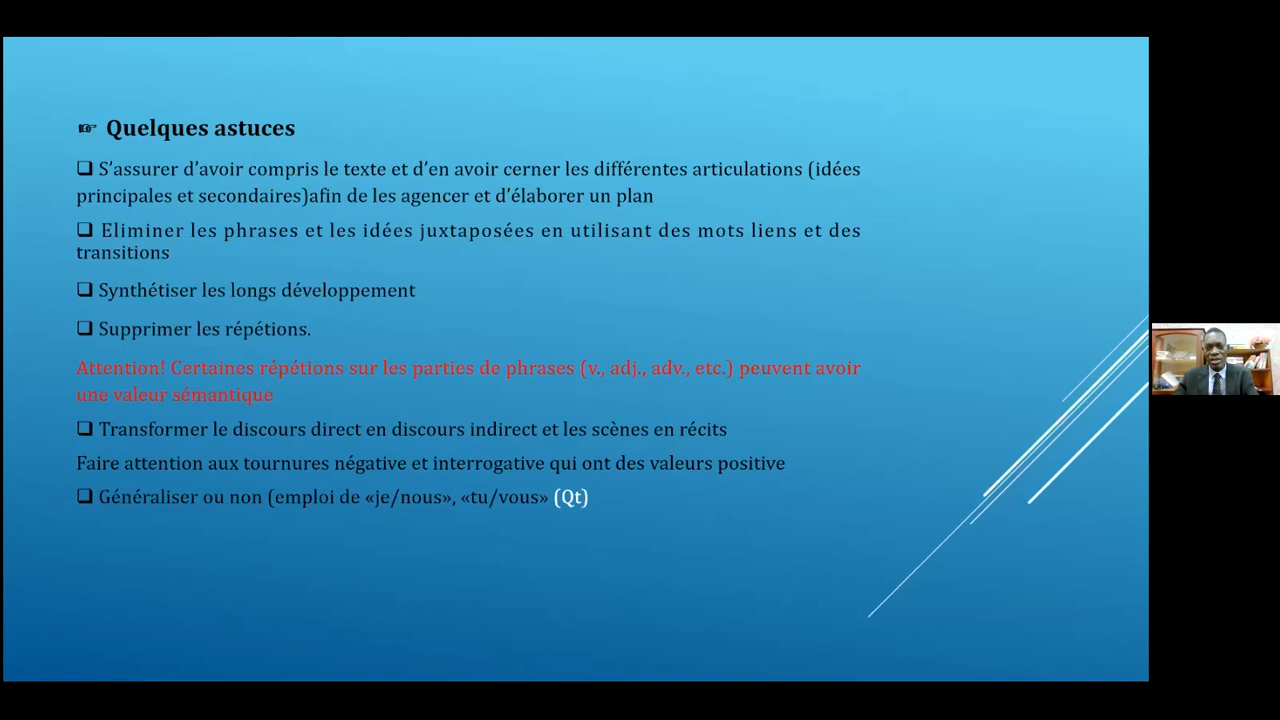 ☞ Quelques astuces
❑ S’assurer d’avoir compris le texte et d’en avoir cerner les différentes articulations (idées
principales et secondaires)afin de les agencer et d’élaborer un plan
❑ Eliminer les phrases et les idées juxtaposées en utilisant des mots liens et des
transitions
❑ Synthétiser les longs développement
❑ Supprimer les répétions.
Attention! Certaines répétions sur les parties de phrases (v., adj., adv., etc.) peuvent avoir
une valeur sémantique
❑ Transformer le discours direct en discours indirect et les scènes en récits
Faire attention aux tournures négative et interrogative qui ont des valeurs positive
❑ Généraliser ou non (emploi de «je/nous», «tu/vous» (Qt)